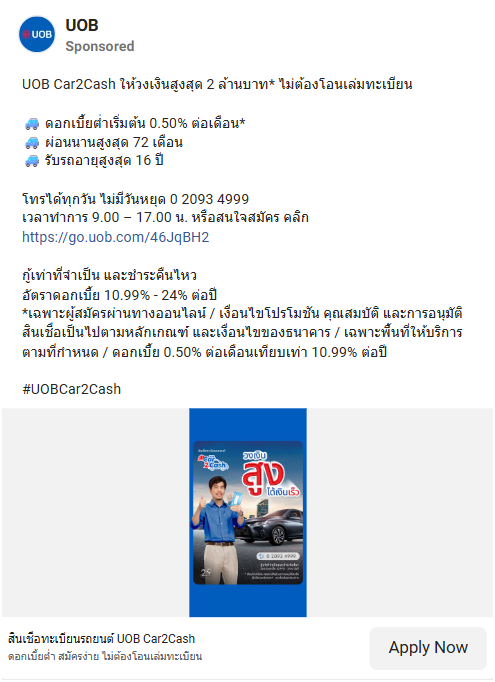 UOB
UOB
Sponsored
UOB Car2Cash ให้วงเงินสูงสุด 2 ล้านบาท* ไม่ต้องโอนเล่มทะเบียน
ดอกเบี้ยต่ำเริ่มต้น 0.50% ต่อเดือน*
ผ่อนนานสูงสุด 72 เดือน
รับรถอายุสูงสุด 16 ปี
โทรได้ทุกวัน ไม่มีวันหยุด 0 2093 4999
เวลาทำการ 9.00 – 17.00 น. หรือสนใจสมัคร คลิก
https://go.uob.com/46JqBH2
กู้เท่าที่จำเป็น และชำระคืนไหว
อัตราดอกเบี้ย 10.99% - 24% ต่อปี
*เฉพาะผู้สมัครผ่านทางออนไลน์ / เงื่อนไขโปรโมชัน คุณสมบัติ และการอนุมัติ
สินเชื่อเป็นไปตามหลักเกณฑ์ และเงื่อนไขของธนาคาร / เฉพาะพื้นที่ให้บริการ
ตามที่กำหนด / ดอกเบี้ย 0.50% ต่อเดือนเทียบเท่า 10.99% ต่อปี
#UOBCar2Cash
Car
2Cash
วงเงิน
สูง
ได้เงินเร็ว
0 2093 4999
25
สินเชื่อทะเบียนรถยนต์ UOB Car2Cash
ดอกเบี้ยต่ำ สมัครง่าย ไม่ต้องโอนเล่มทะเบียน
Apply Now